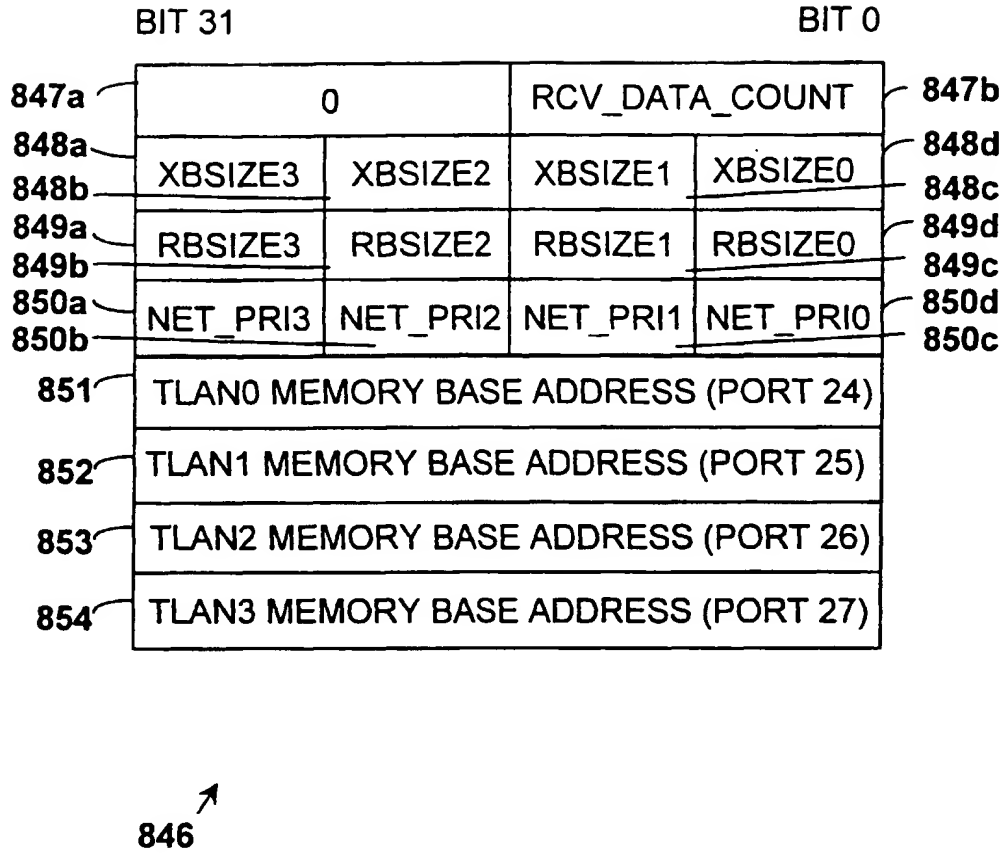 BIT 31 BIT 0
847a 0 RCV_DATA_COUNT 847b
848a XBSIZE3 XBSIZE2 XBSIZE1 XBSIZE0 848d
848b 848c
849a RBSIZE3 RBSIZE2 RBSIZE1 RBSIZE0 849d
849b 849c
850a NET_PRI3 NET_PRI2 NET_PRI1 NET_PRI0 850d
850b 850c
851 TLAN0 MEMORY BASE ADDRESS (PORT 24)
852 TLAN1 MEMORY BASE ADDRESS (PORT 25)
853 TLAN2 MEMORY BASE ADDRESS (PORT 26)
854 TLAN3 MEMORY BASE ADDRESS (PORT 27)
846